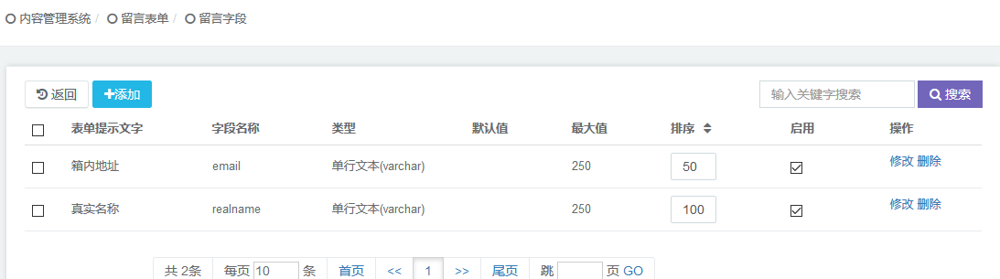 内容管理系统 / 留言表单 / 留言字段
返回 添加 输入关键字搜索 搜索
表单提示文字 字段名称 类型 默认值 最大值 排序 启用 操作
箱内地址 email 单行文本(varchar) 250 50 修改 删除
真实名称 realname 单行文本(varchar) 250 100 修改 删除
共 2条 每页 10 条 首页 << 1 >> 尾页 跳 页 GO